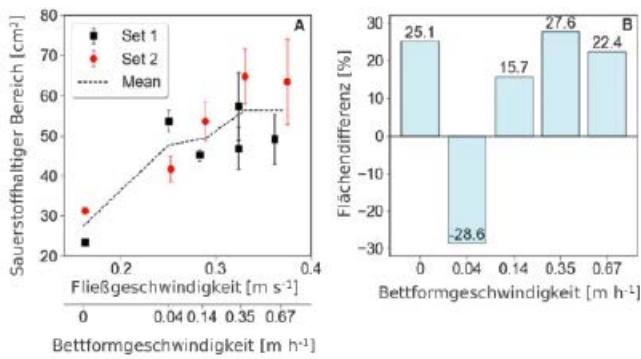 A
Set 1
Set 2
Mean
Sauerstoffhaltiger Bereich [cm²]
80
70
60
50
40
30
20
0.2 0.3 0.4
Fließgeschwindigkeit [m s⁻¹]
0 0.04 0.14 0.35 0.67
Bettformgeschwindigkeit [m h⁻¹]
B
Flächendifferenz [%]
30
20
10
0
−10
−20
−30
25.1
-28.6
15.7
27.6
22.4
0 0.04 0.14 0.35 0.67
Bettformgeschwindigkeit [m h⁻¹]